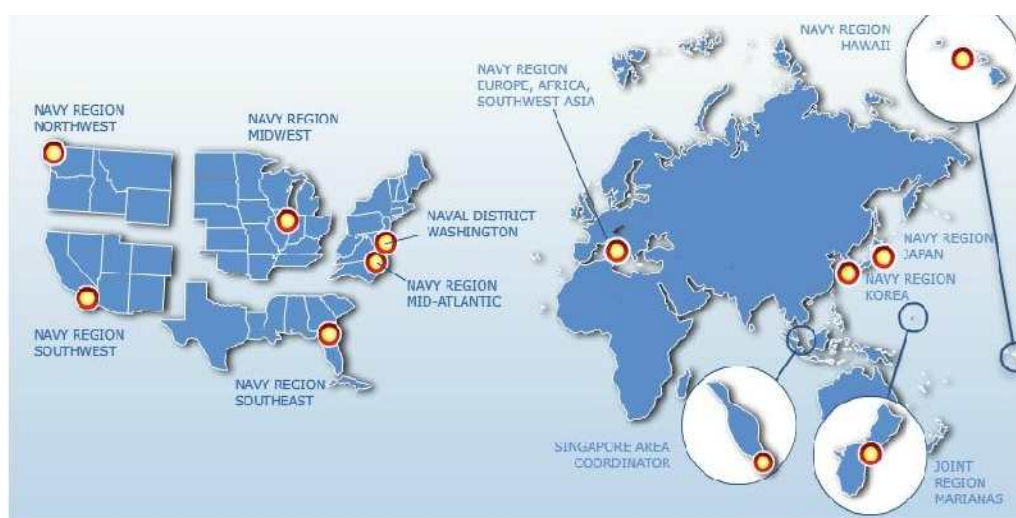 NAVY REGION
NORTHWEST
NAVY REGION
MIDWEST
NAVAL DISTRICT
WASHINGTON
NAVY REGION
MID-ATLANTIC
NAVY REGION
SOUTHWEST
NAVY REGION
SOUTHEAST
NAVY REGION
EUROPE, AFRICA,
SOUTHWEST ASIA
NAVY REGION
HAWAII
NAVY REGION
JAPAN
NAVY REGION
KOREA
SINGAPORE AREA
COORDINATOR
JOINT
REGION
MARIANAS